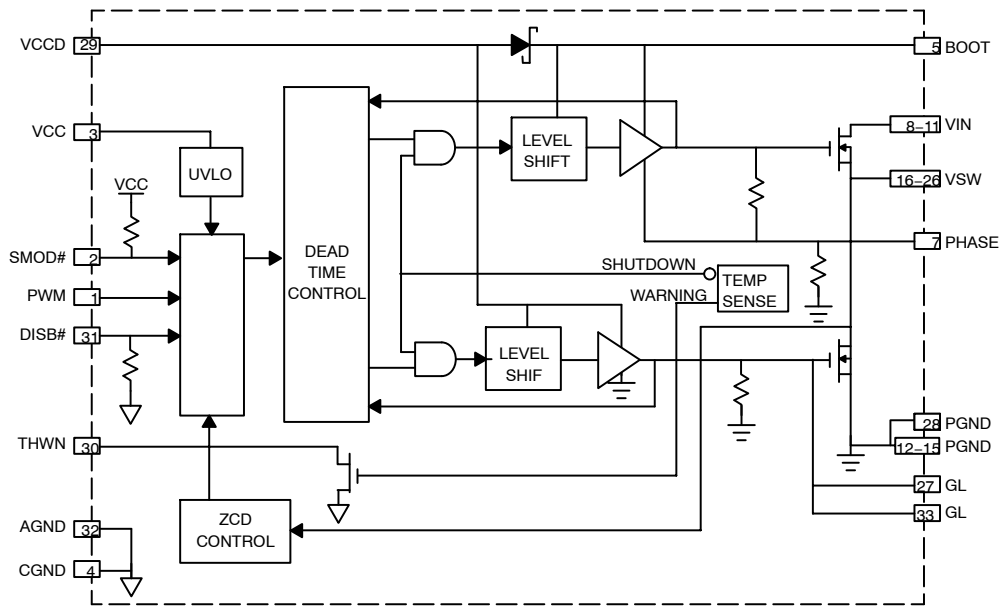 VCCD 29
5 BOOT
VCC 3
8–11 VIN
LEVEL
SHIFT
UVLO
VCC
16–26 VSW
7 PHASE
SMOD# 2
DEAD
TIME
CONTROL
SHUTDOWN
TEMP
SENSE
WARNING
PWM 1
DISB# 31
LEVEL
SHIF
28 PGND
12–15 PGND
THWN 30
27 GL
33 GL
ZCD
CONTROL
AGND 32
CGND 4